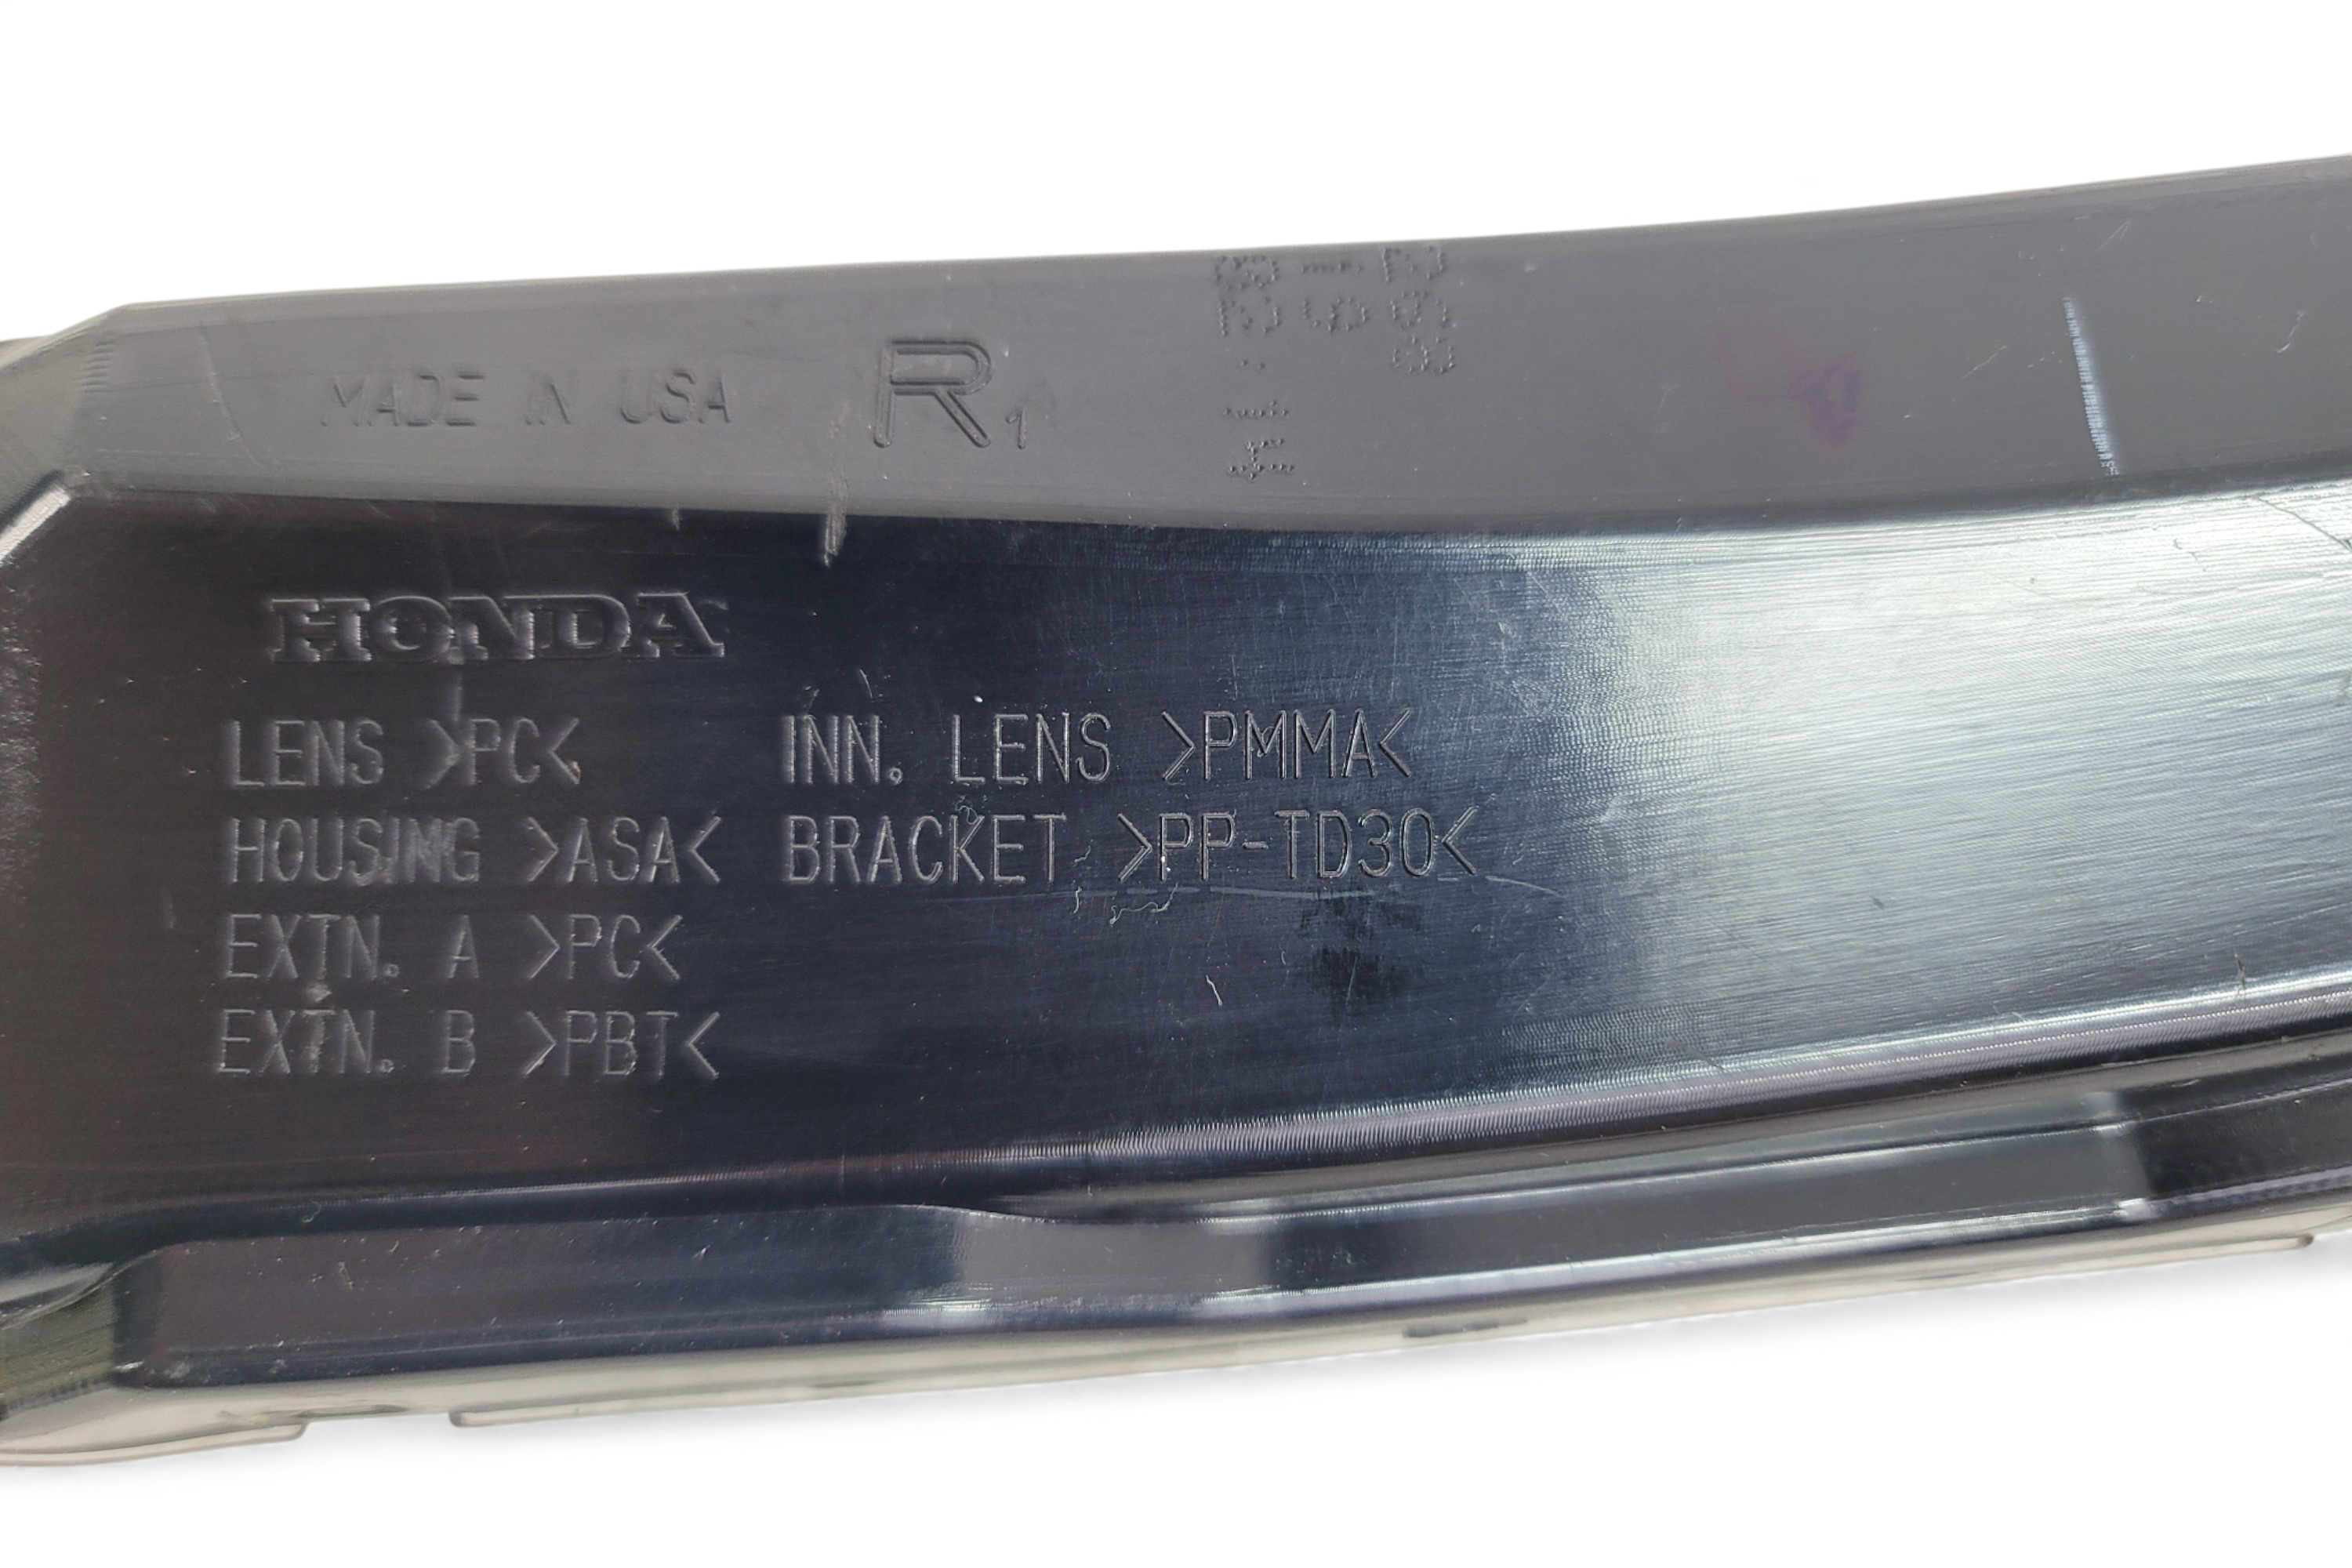 MADE IN USA R1
HONDA
LENS >PC< INN. LENS >PMMA<
HOUSING >ASA< BRACKET >PP-TD30<
EXTN. A >PC<
EXTN. B >PBT<